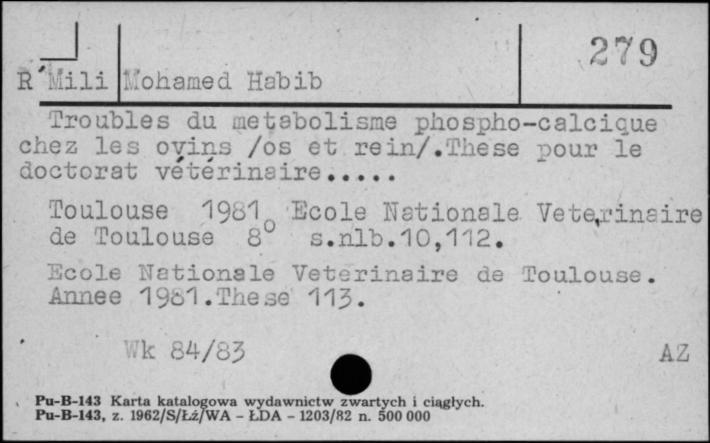 279
R'Mili Mohamed Habib
Troubles du metabolisme phospho-calcique
chez les ovins /os et rein/.These pour le
doctorat vétérinaire.....
Toulouse 1981 Ecole Nationale Veterinaire
de Toulouse 8° s.nlb.10,112.
Ecole Nationale Veterinaire de Toulouse.
Annee 1981.These 113.
Wk 84/83 AZ
Pu-B-143 Karta katalogowa wydawnictw zwartych i ciągłych.
Pu-B-143, z. 1962/S/Łź/WA - ŁDA - 1203/82 n. 500 000